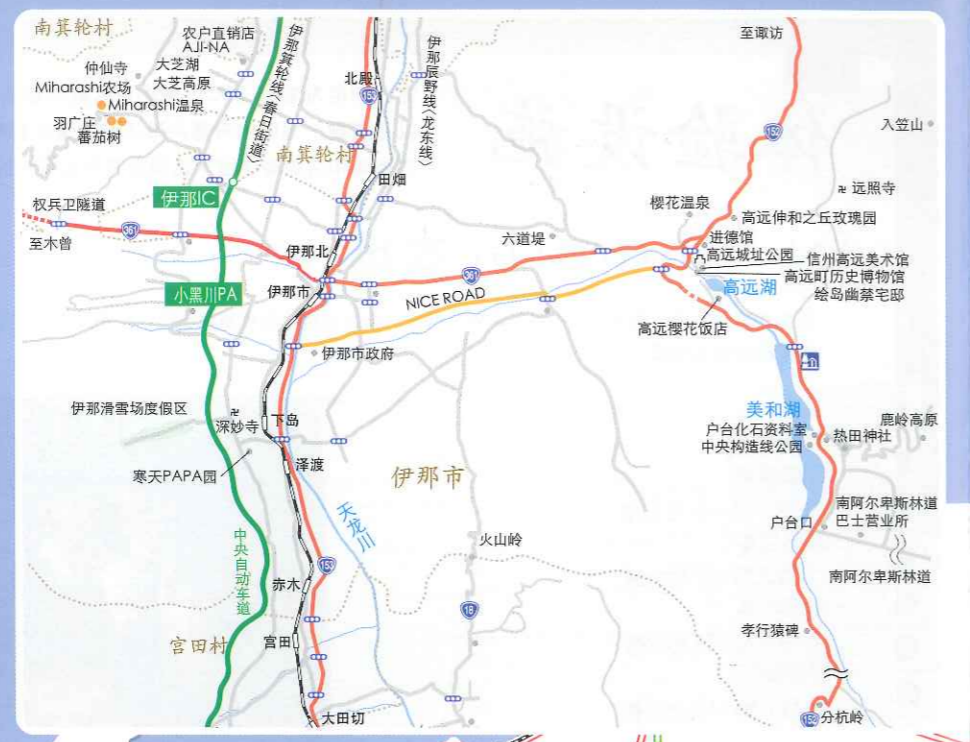 南箕轮村
农户直销店
AJI-NA
大芝湖
大芝高原
仲仙寺
Miharashi农场
Miharashi温泉
羽广庄
蕃茄树
伊那箕轮线〈春日街道〉
伊那辰野线〈龙东线〉
北殿
153
南箕轮村
田畑
至诹访
152
入笠山
远照寺
樱花温泉
高远伸和之丘玫瑰园
进德馆
高远城址公园
信州高远美术馆
高远町历史博物馆
绘岛幽禁宅邸
高远湖
高远樱花饭店
六道堤
伊那IC
权兵卫隧道
361
至木曾
伊那北
361
小黑川PA
伊那市
NICE ROAD
伊那市政府
伊那滑雪场度假区
深妙寺
下岛
寒天PAPA园
泽渡
伊那市
天龙川
美和湖
户台化石资料室
中央构造线公园
热田神社
鹿岭高原
南阿尔卑斯林道
巴士营业所
户台口
南阿尔卑斯林道
火山岭
中央自动车道
153
赤木
18
宫田村
宫田
孝行猿碑
大田切
152
分杭岭